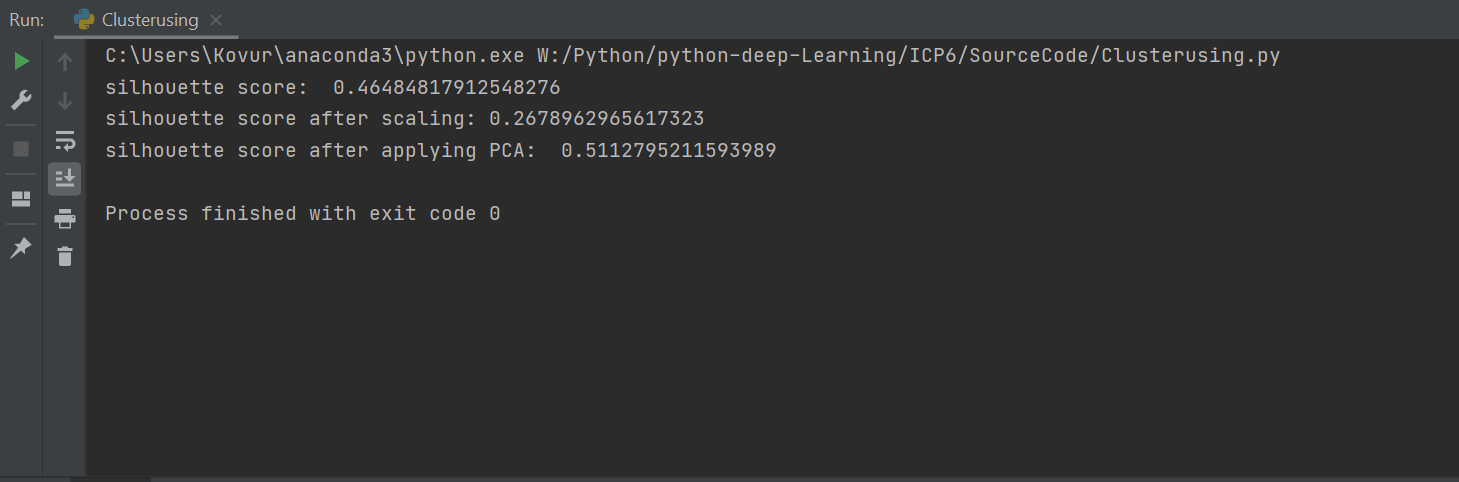 Run: Clusterusing
C:\Users\Kovur\anaconda3\python.exe W:/Python/python-deep-Learning/ICP6/SourceCode/Clusterusing.py
silhouette score:  0.46484817912548276
silhouette score after scaling: 0.2678962965617323
silhouette score after applying PCA:  0.5112795211593989
Process finished with exit code 0